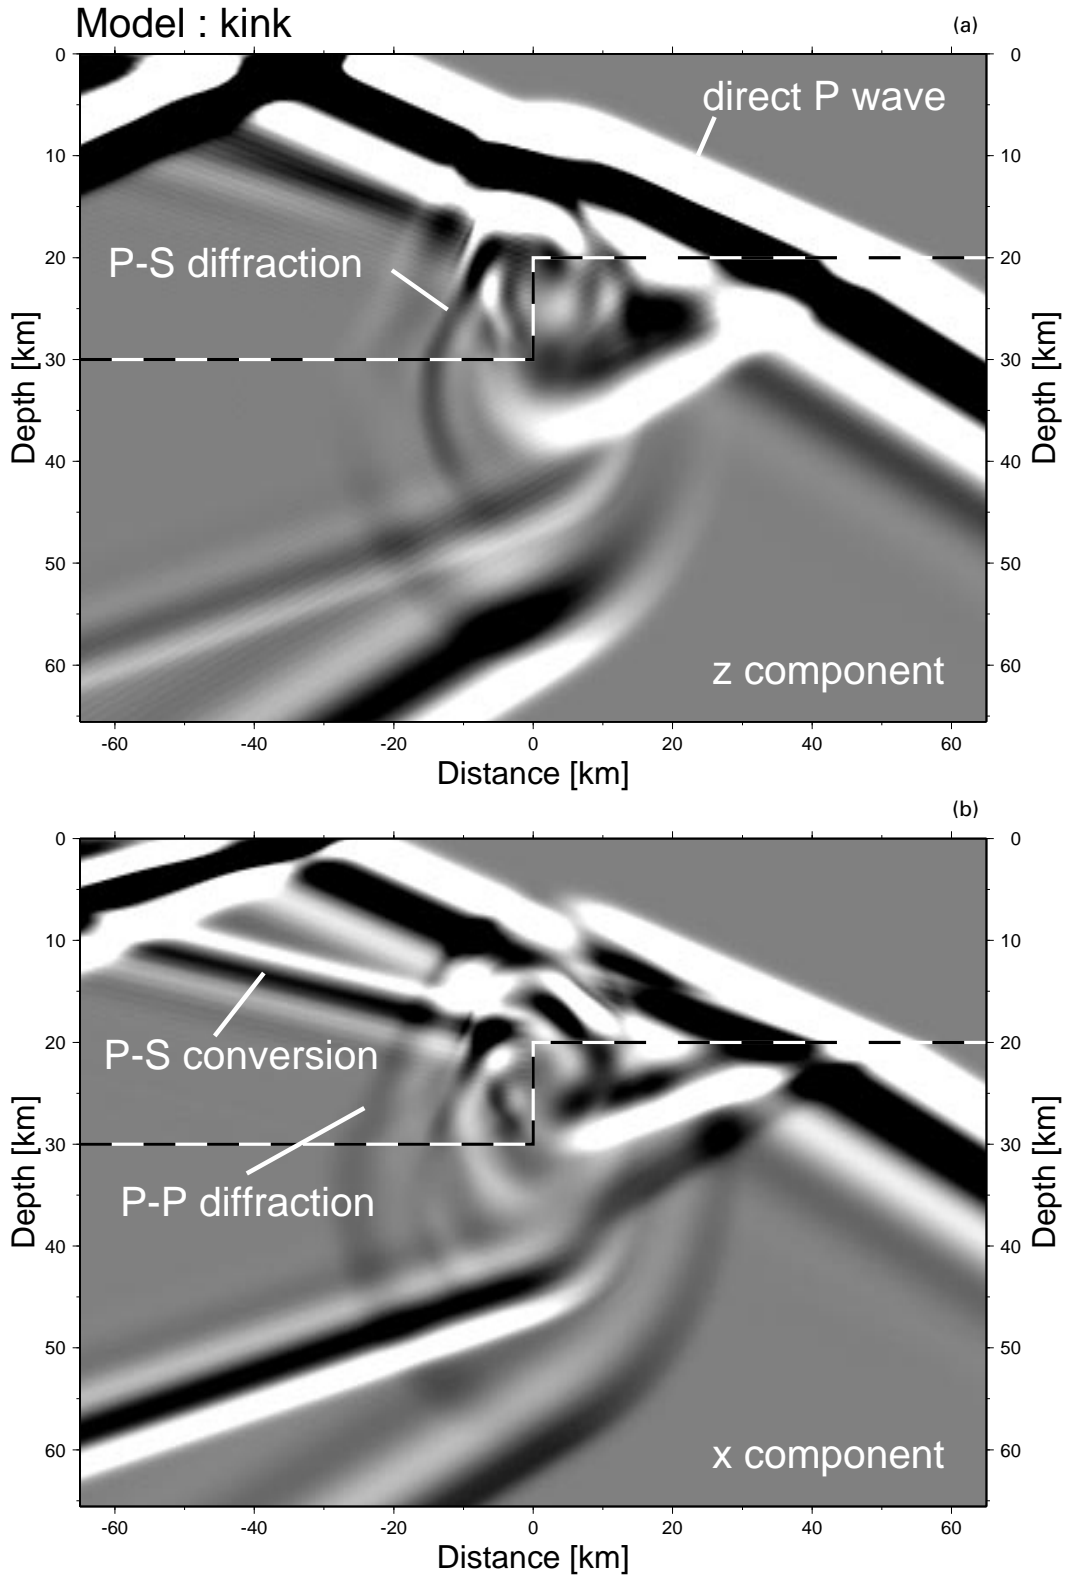 Model : kink
(a)
direct P wave
P-S diffraction
z component
0
10
20
30
40
50
60
Depth [km]
0
10
20
30
40
50
60
Depth [km]
-60 -40 -20 0 20 40 60
Distance [km]
(b)
P-S conversion
P-P diffraction
x component
0
10
20
30
40
50
60
Depth [km]
0
10
20
30
40
50
60
Depth [km]
-60 -40 -20 0 20 40 60
Distance [km]